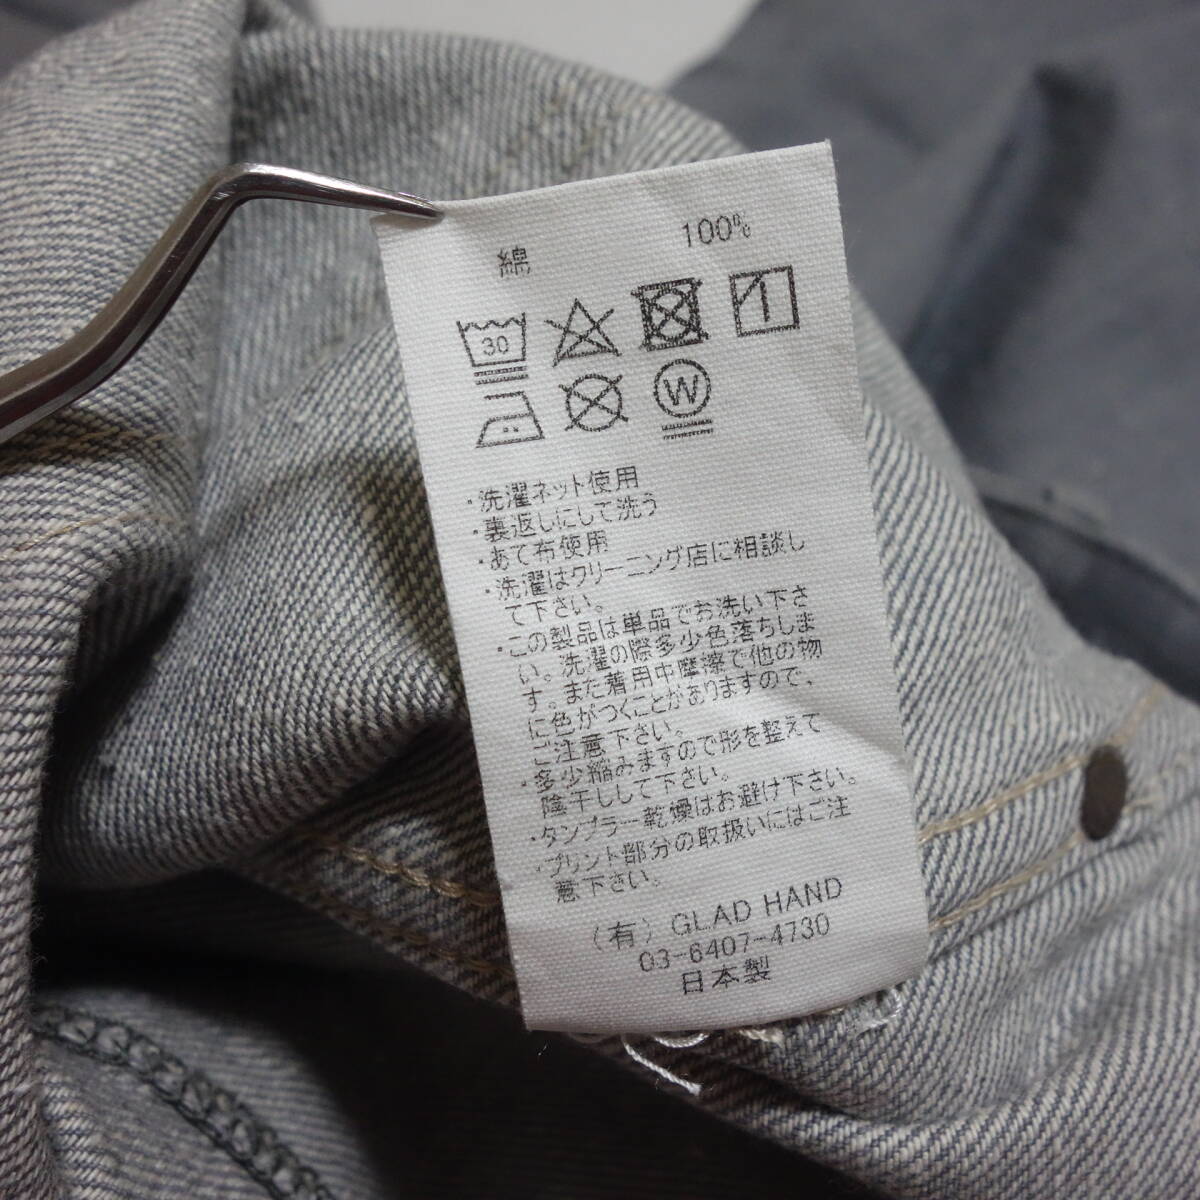 綿 100%
30
W
・洗濯ネット使用
・裏返しにして洗う
・あて布使用
・洗濯はクリーニング店に相談し
て下さい。
・この製品は単品でお洗い下さ
い。洗濯の際多少色落ちしま
す。また着用中摩擦で他の物
に色がつくことがありますので、
ご注意下さい。
・多少縮みますので形を整えて
陰干しして下さい。
・タンブラー乾燥はお避け下さい。
・プリント部分の取扱いにはご注
意下さい。
(有) GLAD HAND
03-6407-4730
日本製